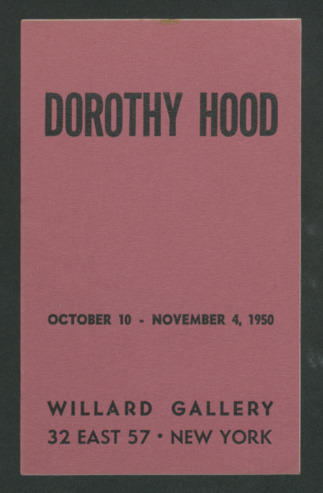 DOROTHY HOOD
OCTOBER 10 - NOVEMBER 4, 1950
WILLARD GALLERY
32 EAST 57 • NEW YORK